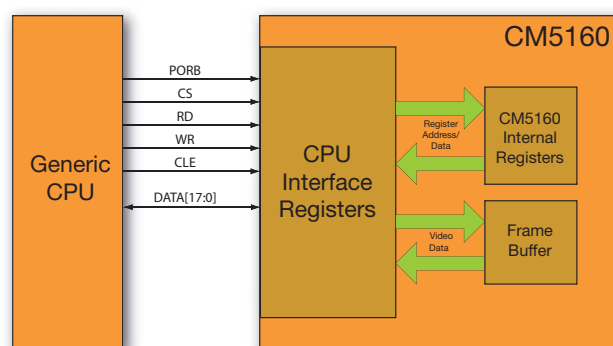 CM5160
Generic
CPU
PORB
CS
RD
WR
CLE
DATA[17:0]
CPU
Interface
Registers
Register
Address/
Data
CM5160
Internal
Registers
Video
Data
Frame
Buffer